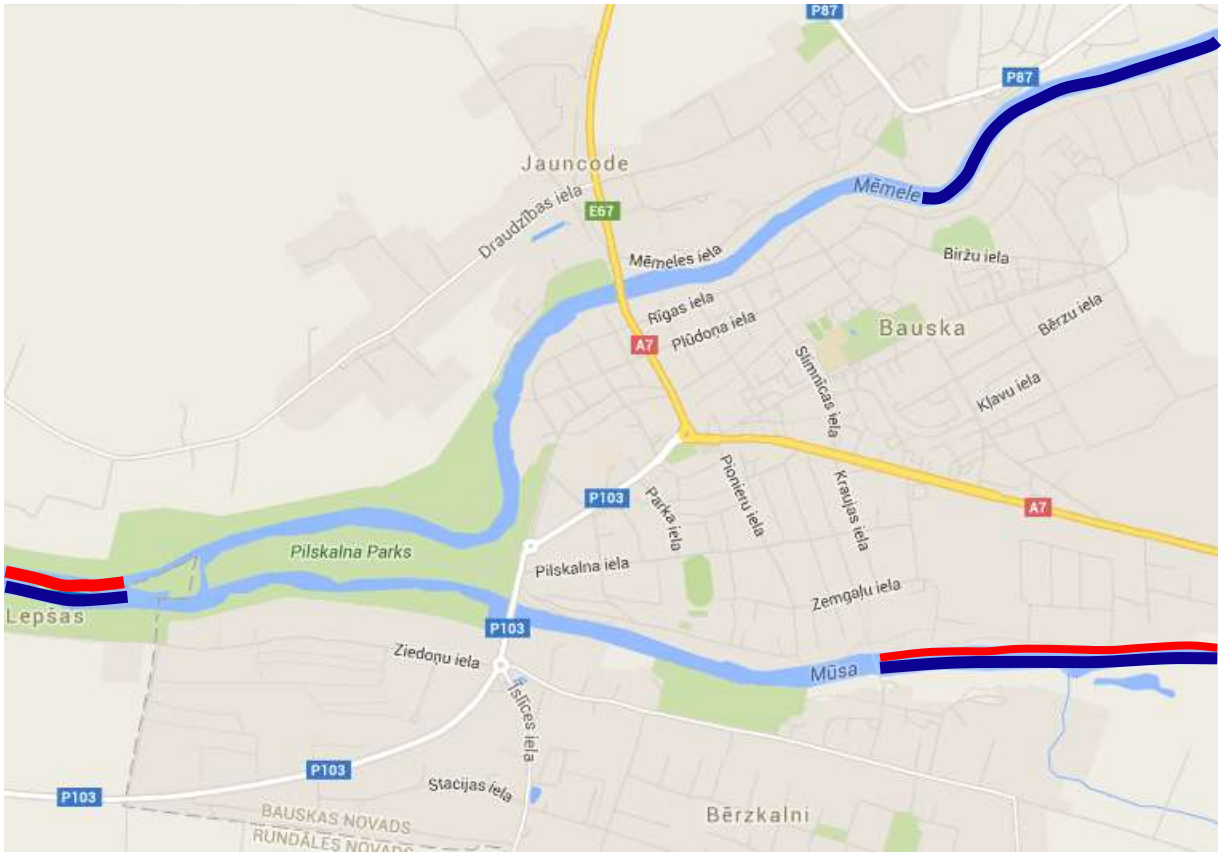 P87
P87
Jauncode
Mēmele
Draudzības iela
E67
Biržu iela
Mēmeles iela
Rīgas iela
Bērzu iela
Bauska
Plūdoņa iela
A7
Slimnīcas iela
Kļavu iela
Pionieru iela
Kraujas iela
P103
Parka iela
A7
Pilskalna Parks
Pilskalna iela
Zemgaļu iela
Lepšas
P103
Ziedoņu iela
Mūsa
Īslīces iela
P103
Stacijas iela
P103
BAUSKAS NOVADS
Bērzkalni
RUNDĀLES NOVADS